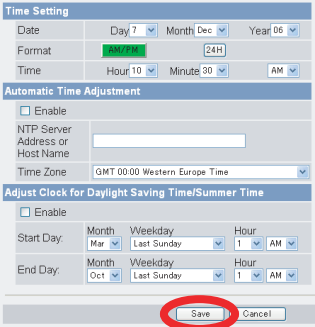 Time Setting
Date Day 7 Month Dec Year 06
Format AM/PM 24H
Time Hour 10 Minute 30 AM
Automatic Time Adjustment
Enable
NTP Server
Address or
Host Name
Time Zone GMT 00:00 Western Europe Time
Adjust Clock for Daylight Saving Time/Summer Time
Enable
Month Weekday Hour
Start Day: Mar Last Sunday 1 AM
Month Weekday Hour
End Day: Oct Last Sunday 1 AM
Save Cancel